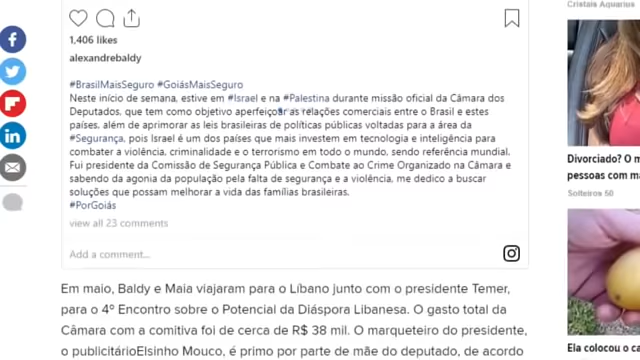 Cristais Aquarius
1,406 likes
alexandrebaldy
#BrasilMaisSeguro #GoiásMaisSeguro
Neste início de semana, estive em #Israel e na #Palestina durante missão oficial da Câmara dos
Deputados, que tem como objetivo aperfeiçoar as relações comerciais entre o Brasil e estes
países, além de aprimorar as leis brasileiras de políticas públicas voltadas para a área da
#Segurança, pois Israel é um dos países que mais investem em tecnologia e inteligência para
combater a violência, criminalidade e o terrorismo em todo o mundo, sendo referência mundial.
Fui presidente da Comissão de Segurança Pública e Combate ao Crime Organizado na Câmara e
sabendo da agonia da população pela falta de segurança e a violência, me dedico a buscar
soluções que possam melhorar a vida das famílias brasileiras.
#PorGoiás
view all 23 comments
Add a comment...
Em maio, Baldy e Maia viajaram para o Líbano junto com o presidente Temer,
para o 4º Encontro sobre o Potencial da Diáspora Libanesa. O gasto total da
Câmara com a comitiva foi de cerca de R$ 38 mil. O marqueteiro do presidente,
o publicitárioElsinho Mouco, é primo por parte de mãe do deputado, de acordo
Divorciado? O m
pessoas com ma
Solteiros 50
Ela colocou o ca